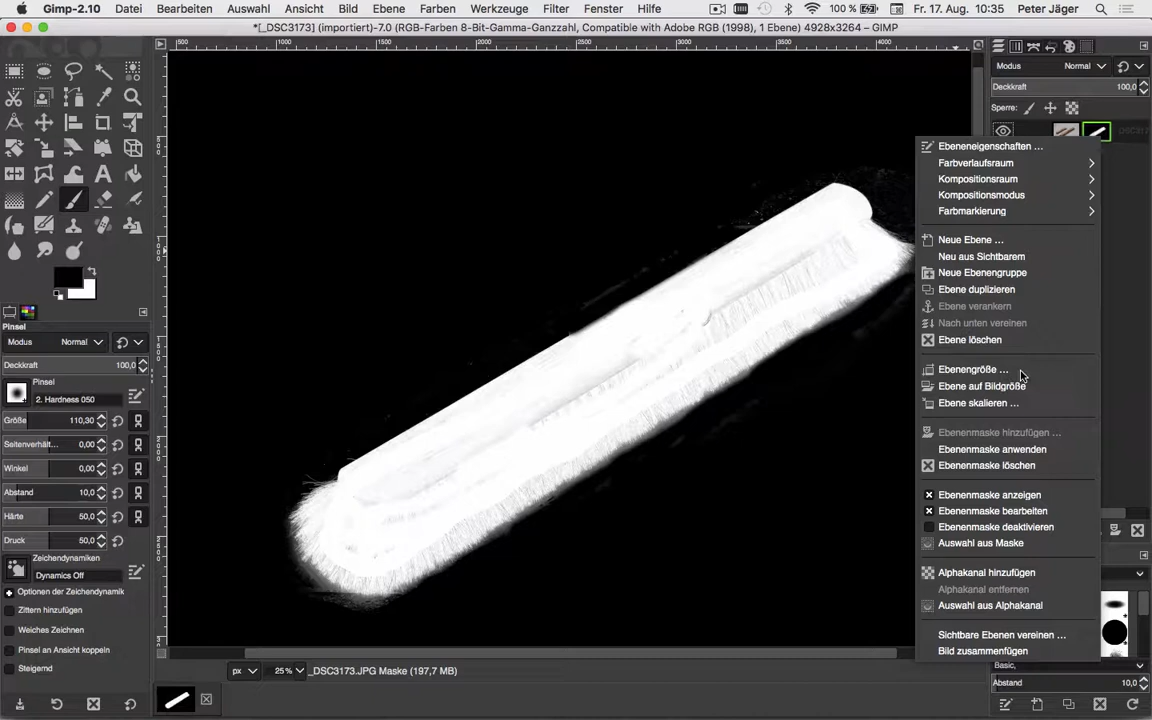 Gimp-2.10 Datei Bearbeiten Auswahl Ansicht Bild Ebene Farben Werkzeuge Filter Fenster Hilfe 100 % Fr. 17. Aug. 10:35 Peter Jäger
*[_DSC3173] (importiert)-7.0 (RGB-Farben 8-Bit-Gamma-Ganzzahl, Compatible with Adobe RGB (1998), 1 Ebene) 4928x3264 – GIMP
500 1000 1500 2000 2500 3000 3500 4000
Modus Normal
Deckkraft 100,0
Sperre:
Ebeneneigenschaften ...
Farbverlaufsraum
Kompositionsraum
Kompositionsmodus
Farbmarkierung
Neue Ebene ...
Neu aus Sichtbarem
Neue Ebenengruppe
Ebene duplizieren
Ebene verankern
Nach unten vereinen
Ebene löschen
Ebenengröße ...
Ebene auf Bildgröße
Ebene skalieren ...
Ebenenmaske hinzufügen ...
Ebenenmaske anwenden
Ebenenmaske löschen
Ebenenmaske anzeigen
Ebenenmaske bearbeiten
Ebenenmaske deaktivieren
Auswahl aus Maske
Alphakanal hinzufügen
Alphakanal entfernen
Auswahl aus Alphakanal
Sichtbare Ebenen vereinen ...
Bild zusammenfügen
Pinsel
Modus Normal
Deckkraft 100,0
Pinsel
2. Hardness 050
Größe 110,30
Seitenverhält... 0,00
Winkel 0,00
Abstand 10,0
Härte 50,0
Druck 50,0
Zeichendynamiken
Dynamics Off
Optionen der Zeichendynamik
Zittern hinzufügen
Weiches Zeichnen
Pinsel an Ansicht koppeln
Steigernd
px 25 % _DSC3173.JPG Maske (197,7 MB)
Basic,
Abstand 10,0